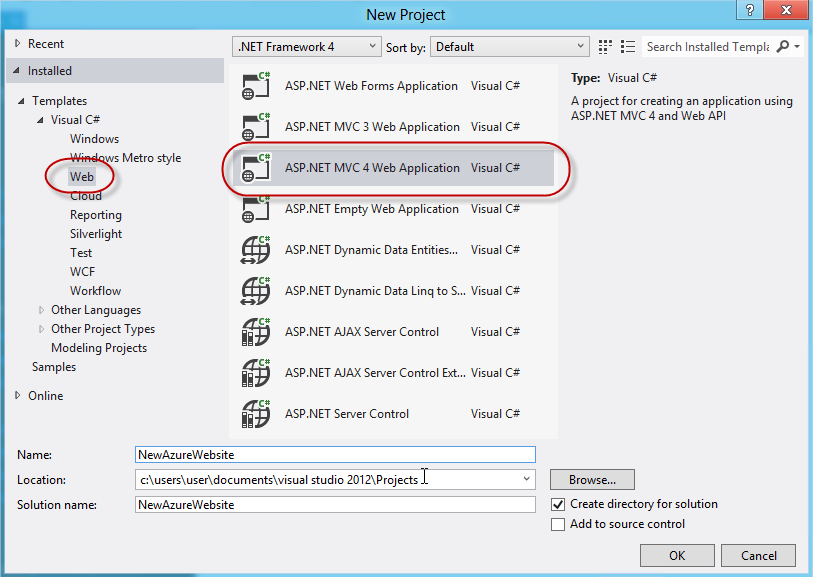 New Project
?
Recent
Installed
Templates
Visual C#
Windows
Windows Metro style
Web
Cloud
Reporting
Silverlight
Test
WCF
Workflow
Other Languages
Other Project Types
Modeling Projects
Samples
Online
.NET Framework 4 Sort by: Default Search Installed Templa
ASP.NET Web Forms Application Visual C#
ASP.NET MVC 3 Web Application Visual C#
ASP.NET MVC 4 Web Application Visual C#
ASP.NET Empty Web Application Visual C#
ASP.NET Dynamic Data Entities... Visual C#
ASP.NET Dynamic Data Linq to S... Visual C#
ASP.NET AJAX Server Control Visual C#
ASP.NET AJAX Server Control Ext... Visual C#
ASP.NET Server Control Visual C#
Type: Visual C#
A project for creating an application using
ASP.NET MVC 4 and Web API
Name: NewAzureWebsite
Location: c:\users\user\documents\visual studio 2012\Projects Browse...
Solution name: NewAzureWebsite
Create directory for solution
Add to source control
OK Cancel